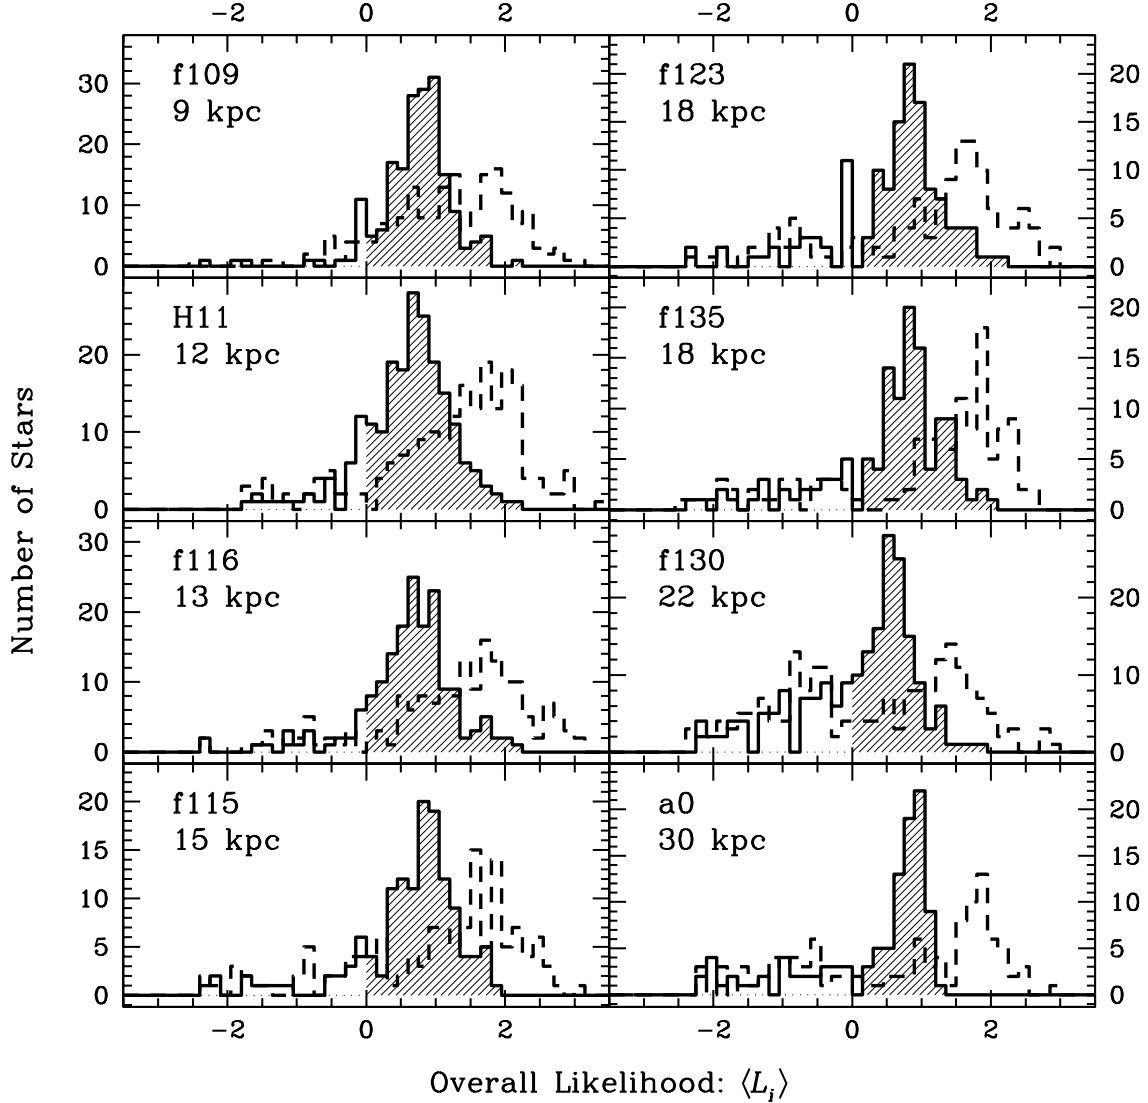 −2 0 2 −2 0 2
f109
9 kpc
30
20
10
0
f123
18 kpc
20
15
10
5
0
H11
12 kpc
20
10
0
f135
18 kpc
20
15
10
5
0
f116
13 kpc
30
20
10
0
f130
22 kpc
20
10
0
f115
15 kpc
20
15
10
5
0
a0
30 kpc
20
15
10
5
0
−2 0 2 −2 0 2
Number of Stars
Overall Likelihood: ⟨L_i⟩